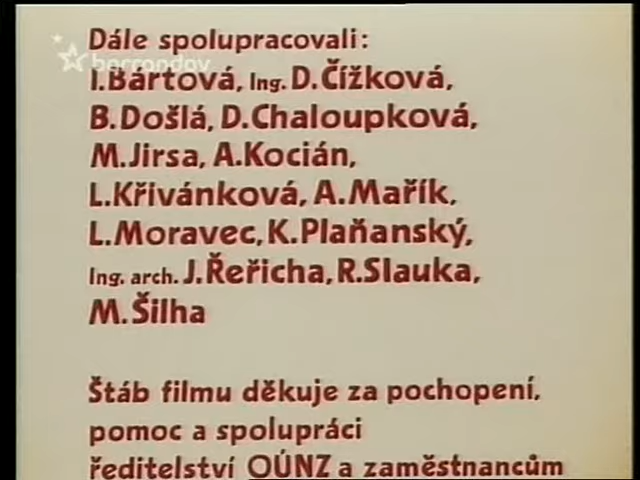 Dále spolupracovali:
barrandov
I.Bártová, Ing. D.Čížková,
B.Došlá, D.Chaloupková,
M.Jirsa, A.Kocián,
L.Křivánková, A.Mařík,
L.Moravec, K.Plaňanský,
Ing. arch. J.Řeřicha, R.Slauka,
M.Šilha
Štáb filmu děkuje za pochopení,
pomoc a spolupráci
ředitelství OÚNZ a zaměstnancům